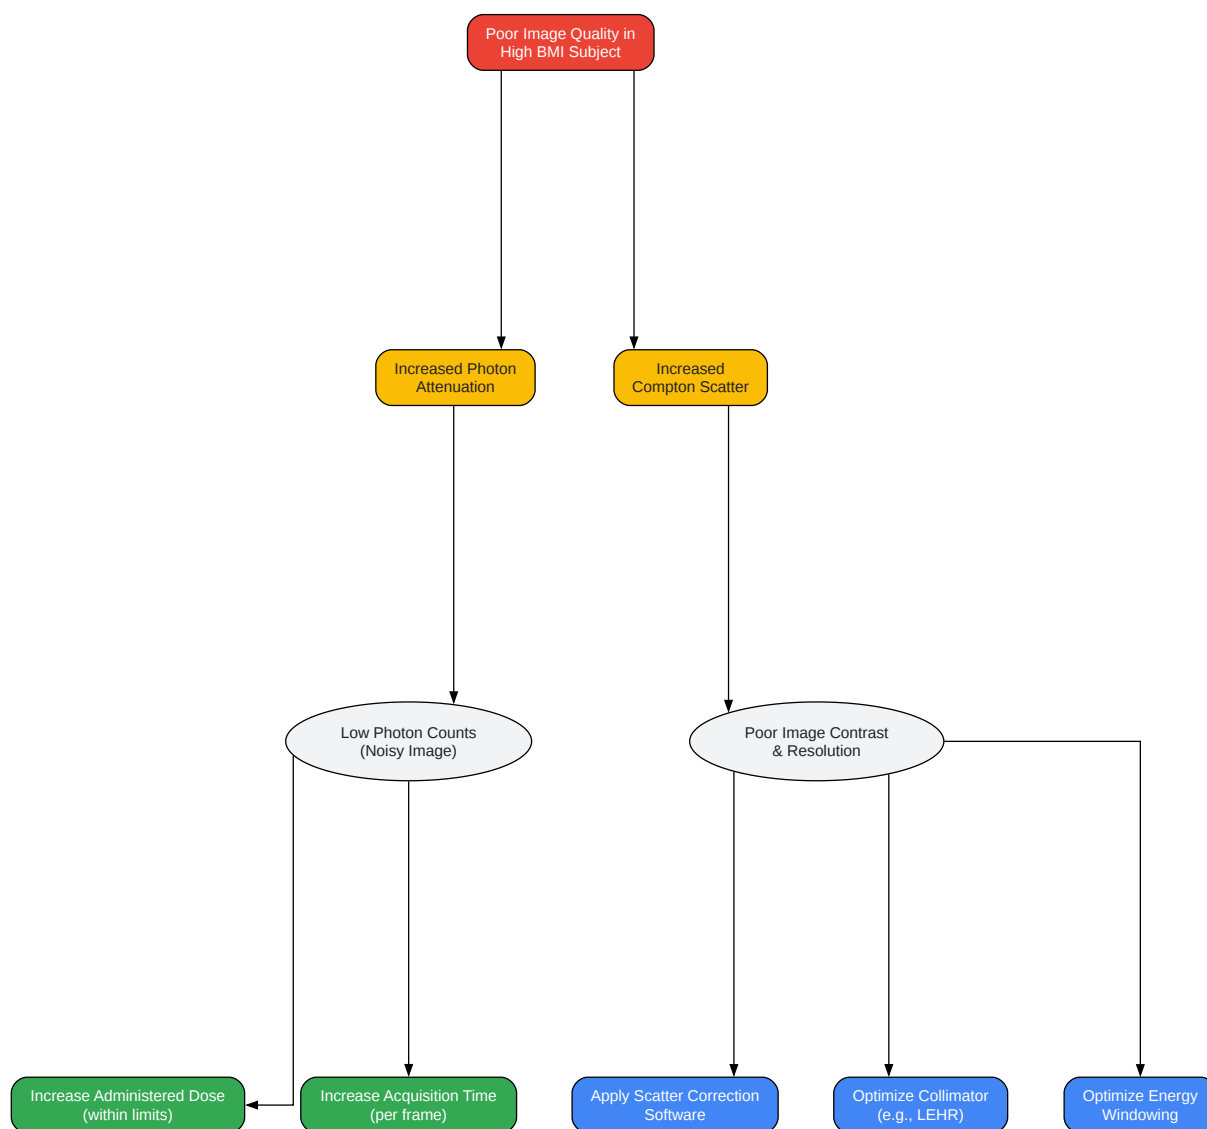 Poor Image Quality in
High BMI Subject
Increased Photon
Attenuation
Increased
Compton Scatter
Low Photon Counts
(Noisy Image)
Poor Image Contrast
& Resolution
Increase Administered Dose
(within limits)
Increase Acquisition Time
(per frame)
Apply Scatter Correction
Software
Optimize Collimator
(e.g., LEHR)
Optimize Energy
Windowing